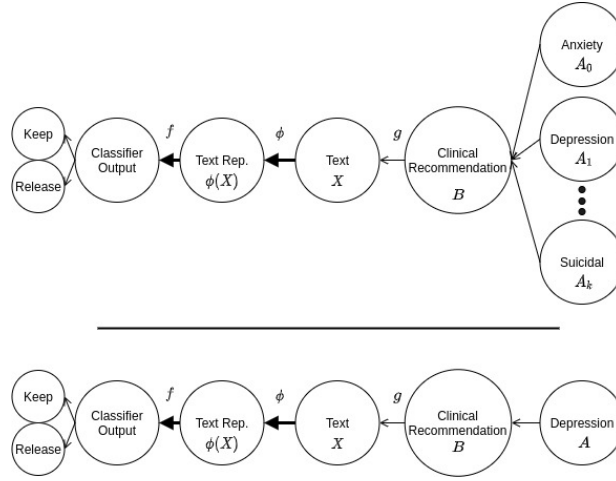 Anxiety
A₀
Keep
Release
Classifier
Output
f
Text Rep.
ϕ(X)
ϕ
Text
X
g
Clinical
Recommendation
B
Depression
A₁
Suicidal
Aₖ
Keep
Release
Classifier
Output
f
Text Rep.
ϕ(X)
ϕ
Text
X
g
Clinical
Recommendation
B
Depression
A